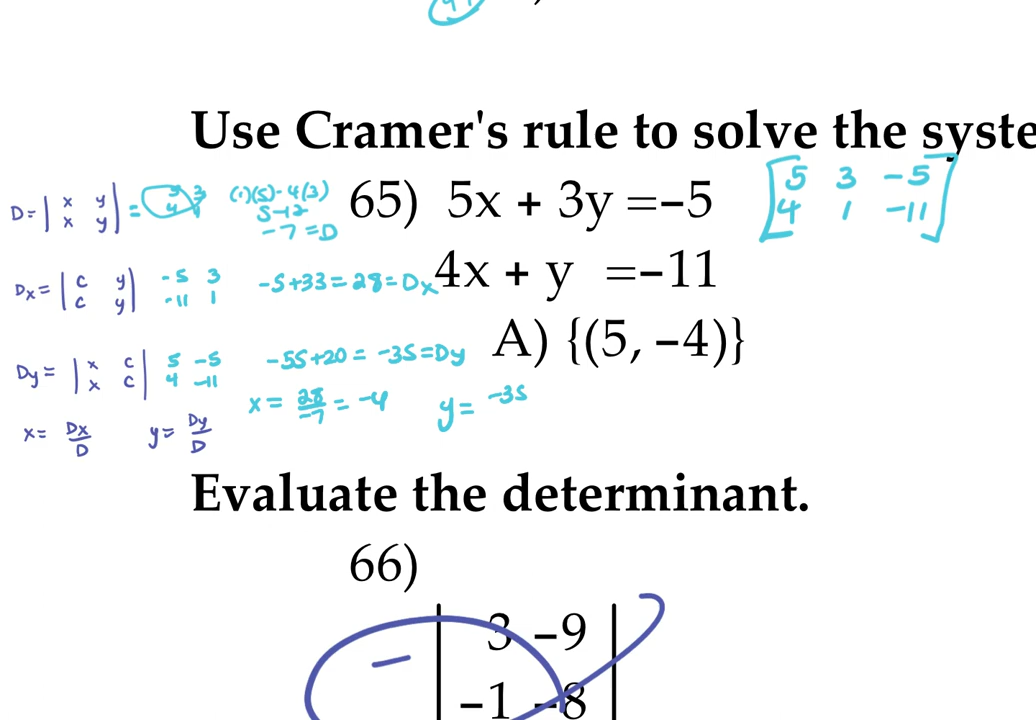 Use Cramer's rule to solve the syste
D= | x y | = 5 3 (1)(5)-4(3)
| x y | 4 1 5-12
-7=D
65) 5x + 3y =−5
[ 5 3 -5 ]
[ 4 1 -11 ]
Dx= | c y | -5 3 -5+33=28=Dx
| c y | -11 1
4x + y =−11
A) {(5, −4)}
Dy= | x c | 5 -5 -55+20= -35=Dy
| x c | 4 -11
x= 28/-7 = -4 y= -35
x= Dx/D y= Dy/D
Evaluate the determinant.
66)
3 −9
−
−1 −8